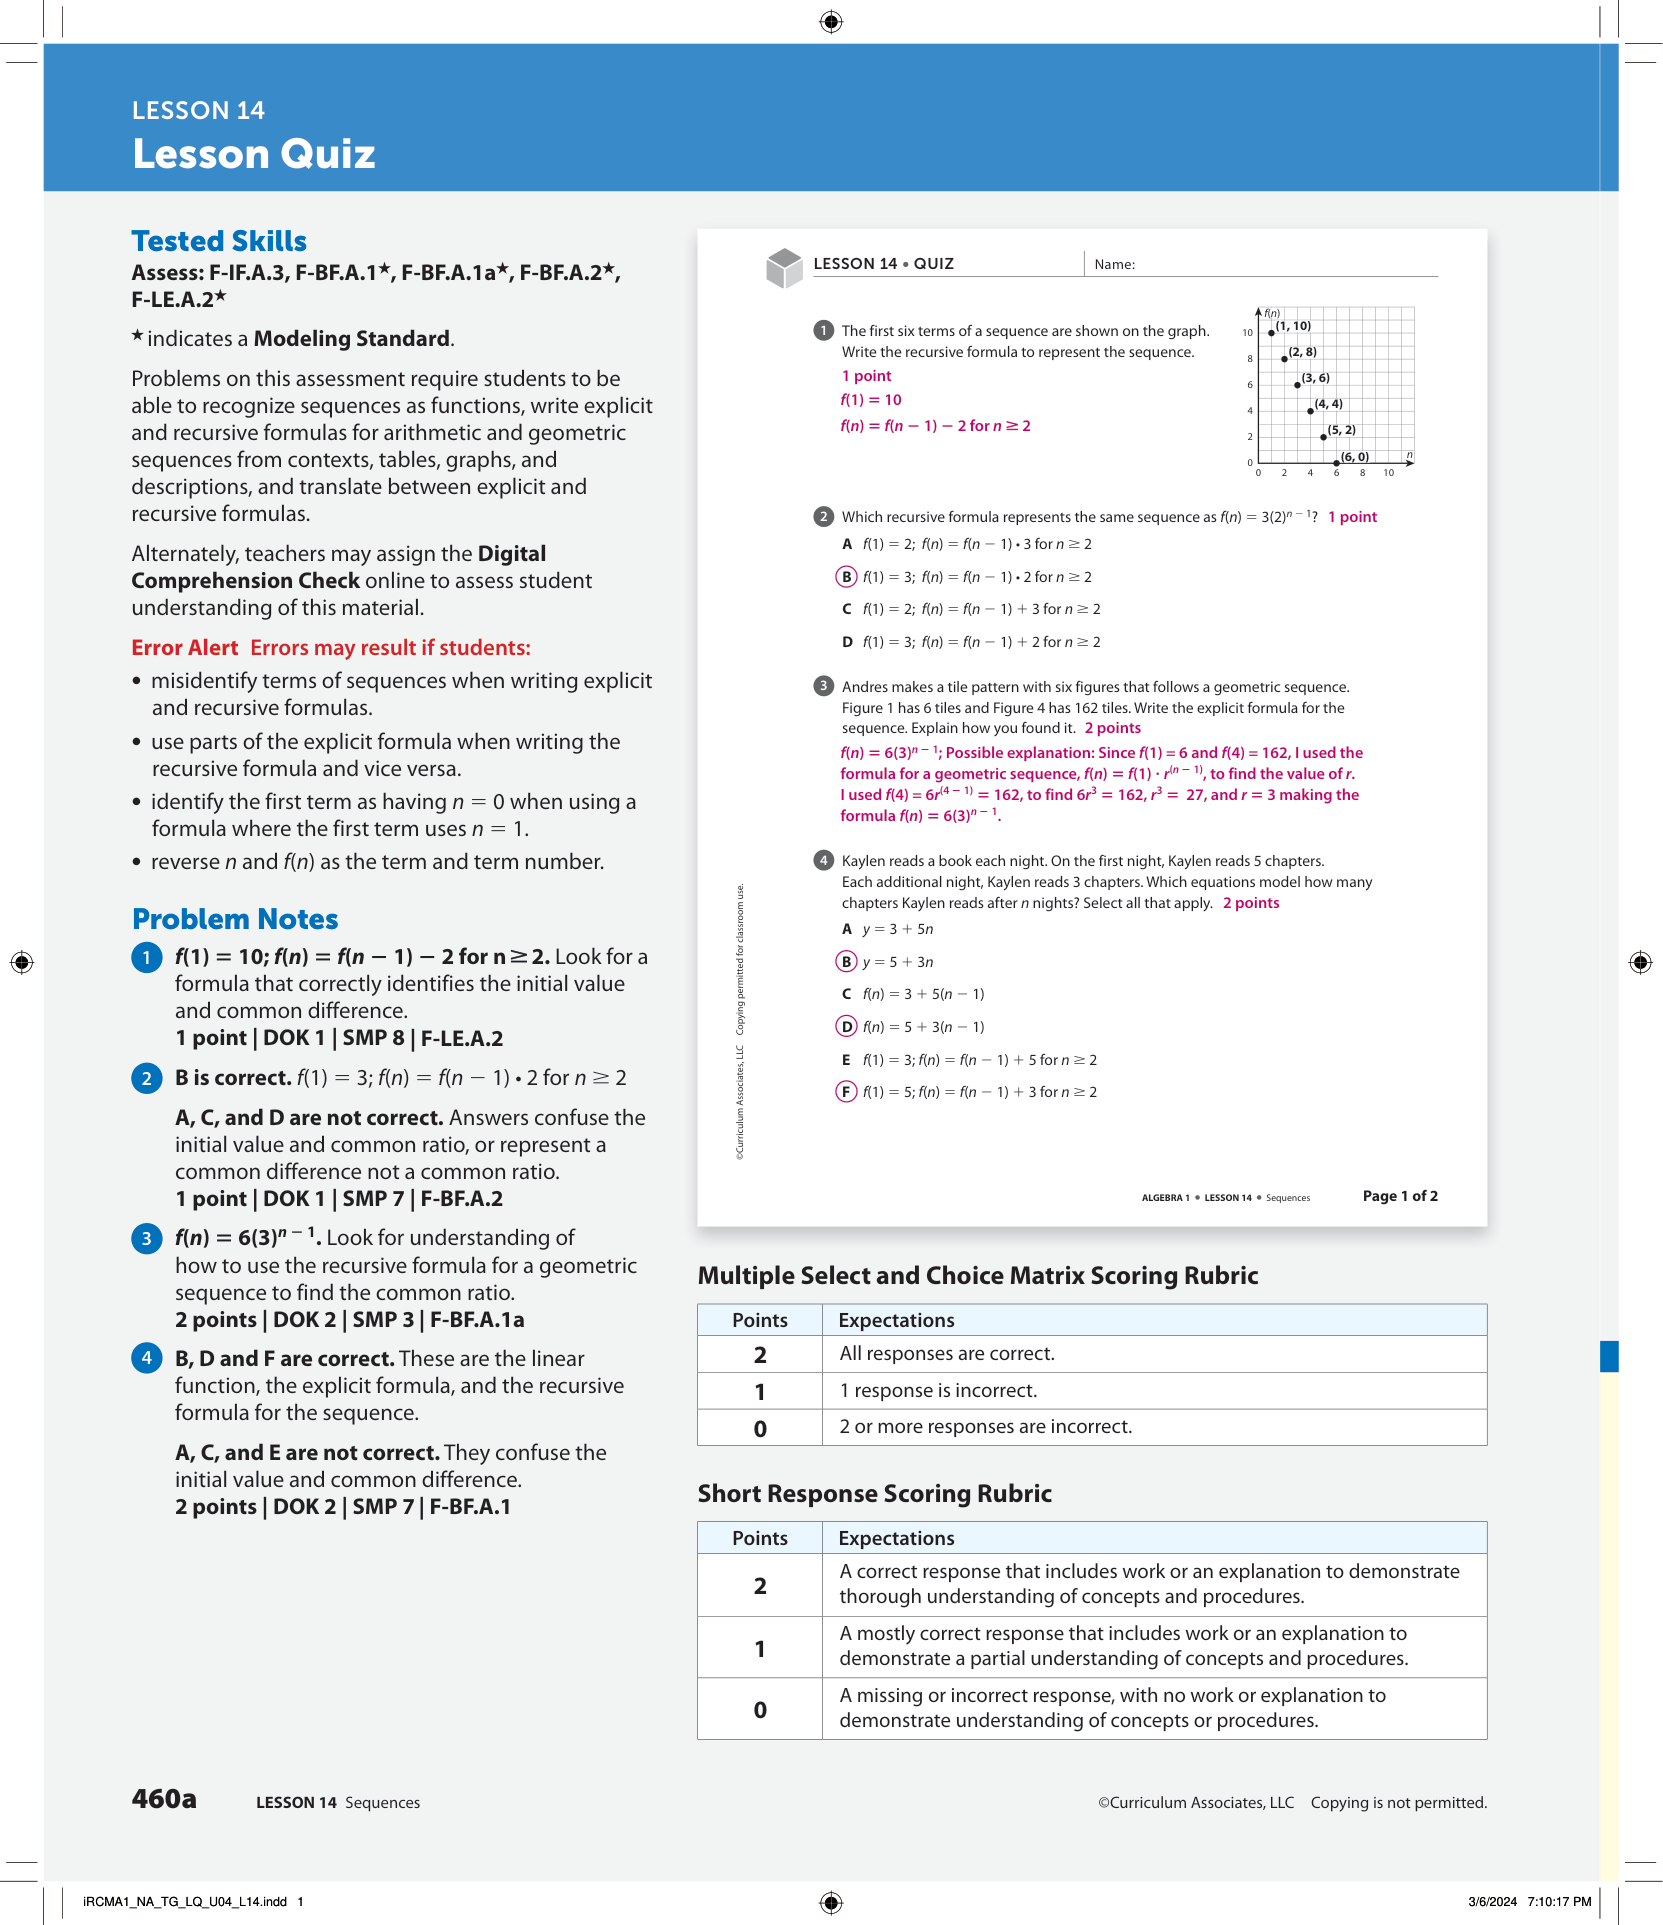 LESSON 14
Lesson Quiz
Tested Skills
Assess: F-IF.A.3, F-BF.A.1★, F-BF.A.1a★, F-BF.A.2★,
F-LE.A.2★
★ indicates a Modeling Standard.
Problems on this assessment require students to be
able to recognize sequences as functions, write explicit
and recursive formulas for arithmetic and geometric
sequences from contexts, tables, graphs, and
descriptions, and translate between explicit and
recursive formulas.
Alternately, teachers may assign the Digital
Comprehension Check online to assess student
understanding of this material.
Error Alert Errors may result if students:
• misidentify terms of sequences when writing explicit
and recursive formulas.
• use parts of the explicit formula when writing the
recursive formula and vice versa.
• identify the first term as having n = 0 when using a
formula where the first term uses n = 1.
• reverse n and f(n) as the term and term number.
Problem Notes
1 f(1) = 10; f(n) = f(n − 1) − 2 for n ≥ 2. Look for a
formula that correctly identifies the initial value
and common difference.
1 point | DOK 1 | SMP 8 | F-LE.A.2
2 B is correct. f(1) = 3; f(n) = f(n − 1) • 2 for n ≥ 2
A, C, and D are not correct. Answers confuse the
initial value and common ratio, or represent a
common difference not a common ratio.
1 point | DOK 1 | SMP 7 | F-BF.A.2
3 f(n) = 6(3)ⁿ ⁻ ¹. Look for understanding of
how to use the recursive formula for a geometric
sequence to find the common ratio.
2 points | DOK 2 | SMP 3 | F-BF.A.1a
4 B, D and F are correct. These are the linear
function, the explicit formula, and the recursive
formula for the sequence.
A, C, and E are not correct. They confuse the
initial value and common difference.
2 points | DOK 2 | SMP 7 | F-BF.A.1
LESSON 14 • QUIZ
Name:
1 The first six terms of a sequence are shown on the graph.
Write the recursive formula to represent the sequence.
1 point
f(1) = 10
f(n) = f(n − 1) − 2 for n ≥ 2
f(n)
10
8
6
4
2
0
(1, 10)
(2, 8)
(3, 6)
(4, 4)
(5, 2)
(6, 0)
n
0 2 4 6 8 10
2 Which recursive formula represents the same sequence as f(n) = 3(2)ⁿ ⁻ ¹? 1 point
A f(1) = 2; f(n) = f(n − 1) • 3 for n ≥ 2
B f(1) = 3; f(n) = f(n − 1) • 2 for n ≥ 2
C f(1) = 2; f(n) = f(n − 1) + 3 for n ≥ 2
D f(1) = 3; f(n) = f(n − 1) + 2 for n ≥ 2
3 Andres makes a tile pattern with six figures that follows a geometric sequence.
Figure 1 has 6 tiles and Figure 4 has 162 tiles. Write the explicit formula for the
sequence. Explain how you found it. 2 points
f(n) = 6(3)ⁿ ⁻ ¹; Possible explanation: Since f(1) = 6 and f(4) = 162, I used the
formula for a geometric sequence, f(n) = f(1) · r⁽ⁿ ⁻ ¹⁾, to find the value of r.
I used f(4) = 6r⁽⁴ ⁻ ¹⁾ = 162, to find 6r³ = 162, r³ = 27, and r = 3 making the
formula f(n) = 6(3)ⁿ ⁻ ¹.
4 Kaylen reads a book each night. On the first night, Kaylen reads 5 chapters.
Each additional night, Kaylen reads 3 chapters. Which equations model how many
chapters Kaylen reads after n nights? Select all that apply. 2 points
A y = 3 + 5n
B y = 5 + 3n
C f(n) = 3 + 5(n − 1)
D f(n) = 5 + 3(n − 1)
E f(1) = 3; f(n) = f(n − 1) + 5 for n ≥ 2
F f(1) = 5; f(n) = f(n − 1) + 3 for n ≥ 2
©Curriculum Associates, LLC Copying permitted for classroom use.
ALGEBRA 1 • LESSON 14 • Sequences Page 1 of 2
Multiple Select and Choice Matrix Scoring Rubric
Points Expectations
2 All responses are correct.
1 1 response is incorrect.
0 2 or more responses are incorrect.
Short Response Scoring Rubric
Points Expectations
2 A correct response that includes work or an explanation to demonstrate
thorough understanding of concepts and procedures.
1 A mostly correct response that includes work or an explanation to
demonstrate a partial understanding of concepts and procedures.
0 A missing or incorrect response, with no work or explanation to
demonstrate understanding of concepts or procedures.
460a LESSON 14 Sequences
©Curriculum Associates, LLC Copying is not permitted.
iRCMA1_NA_TG_LQ_U04_L14.indd 1
3/6/2024 7:10:17 PM